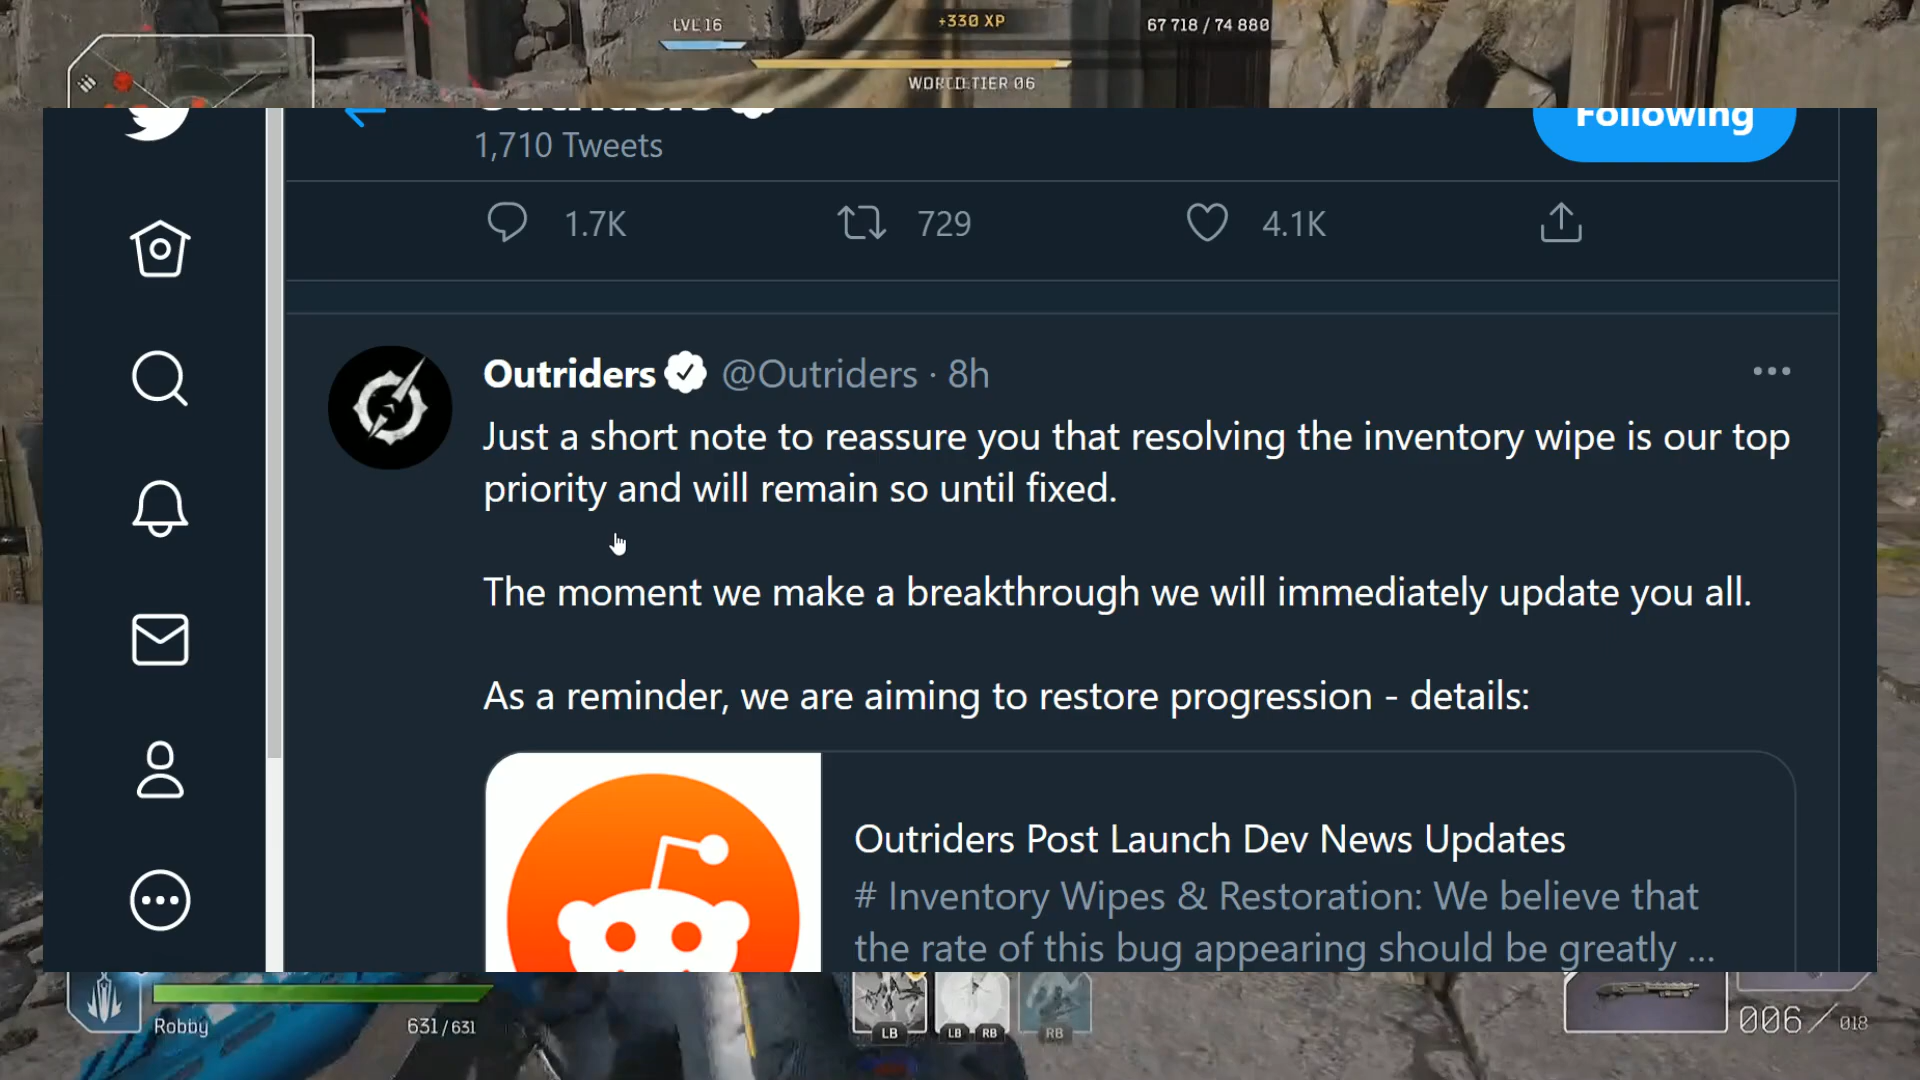 LVL 16
+330 XP
67 718 / 74 880
WORLD TIER 06
Outriders
1,710 Tweets
Following
1.7K
729
4.1K
Outriders @Outriders · 8h
Just a short note to reassure you that resolving the inventory wipe is our top
priority and will remain so until fixed.
The moment we make a breakthrough we will immediately update you all.
As a reminder, we are aiming to restore progression - details:
Outriders Post Launch Dev News Updates
# Inventory Wipes & Restoration: We believe that
the rate of this bug appearing should be greatly ...
Robby
631/631
LB
LB RB
RB
006/018